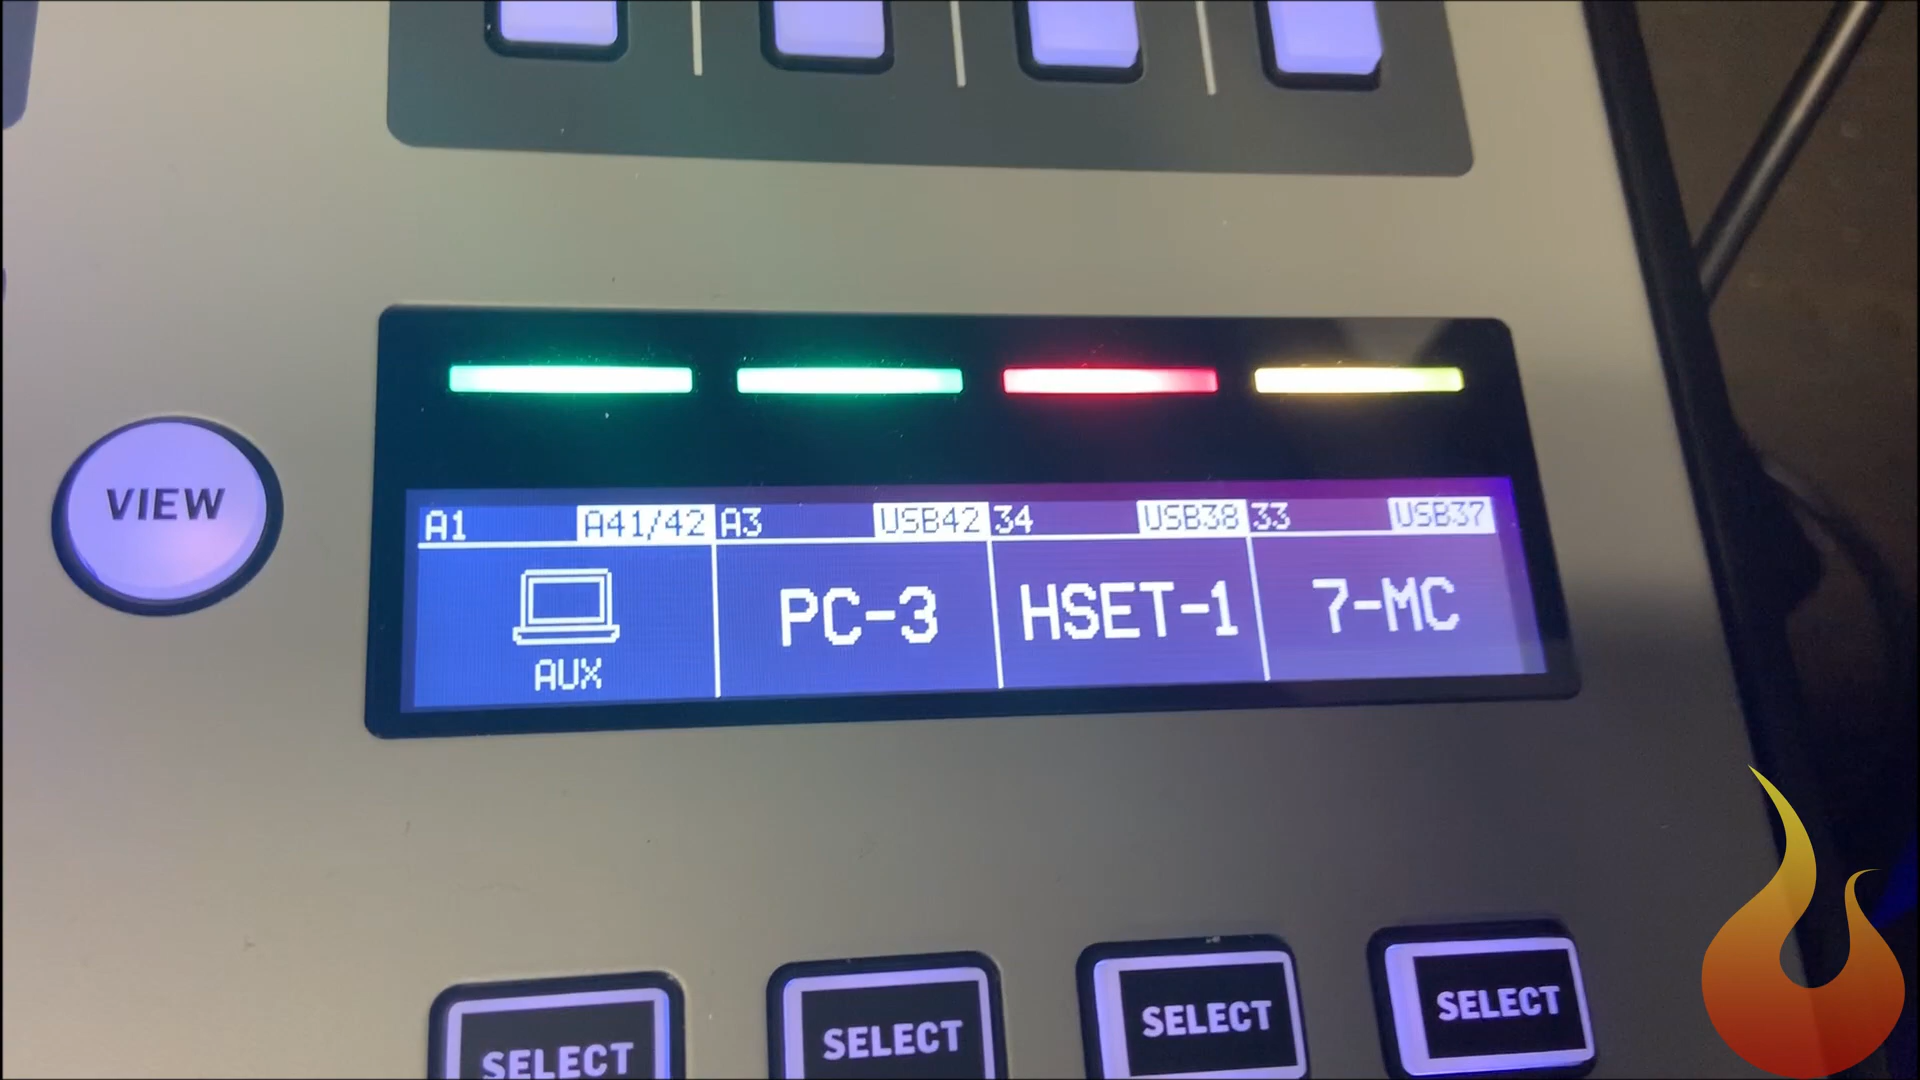 VIEW
A1 A41/42 A3 USB42 34 USB38 33 USB37
AUX PC-3 HSET-1 7-MC
SELECT SELECT SELECT SELECT